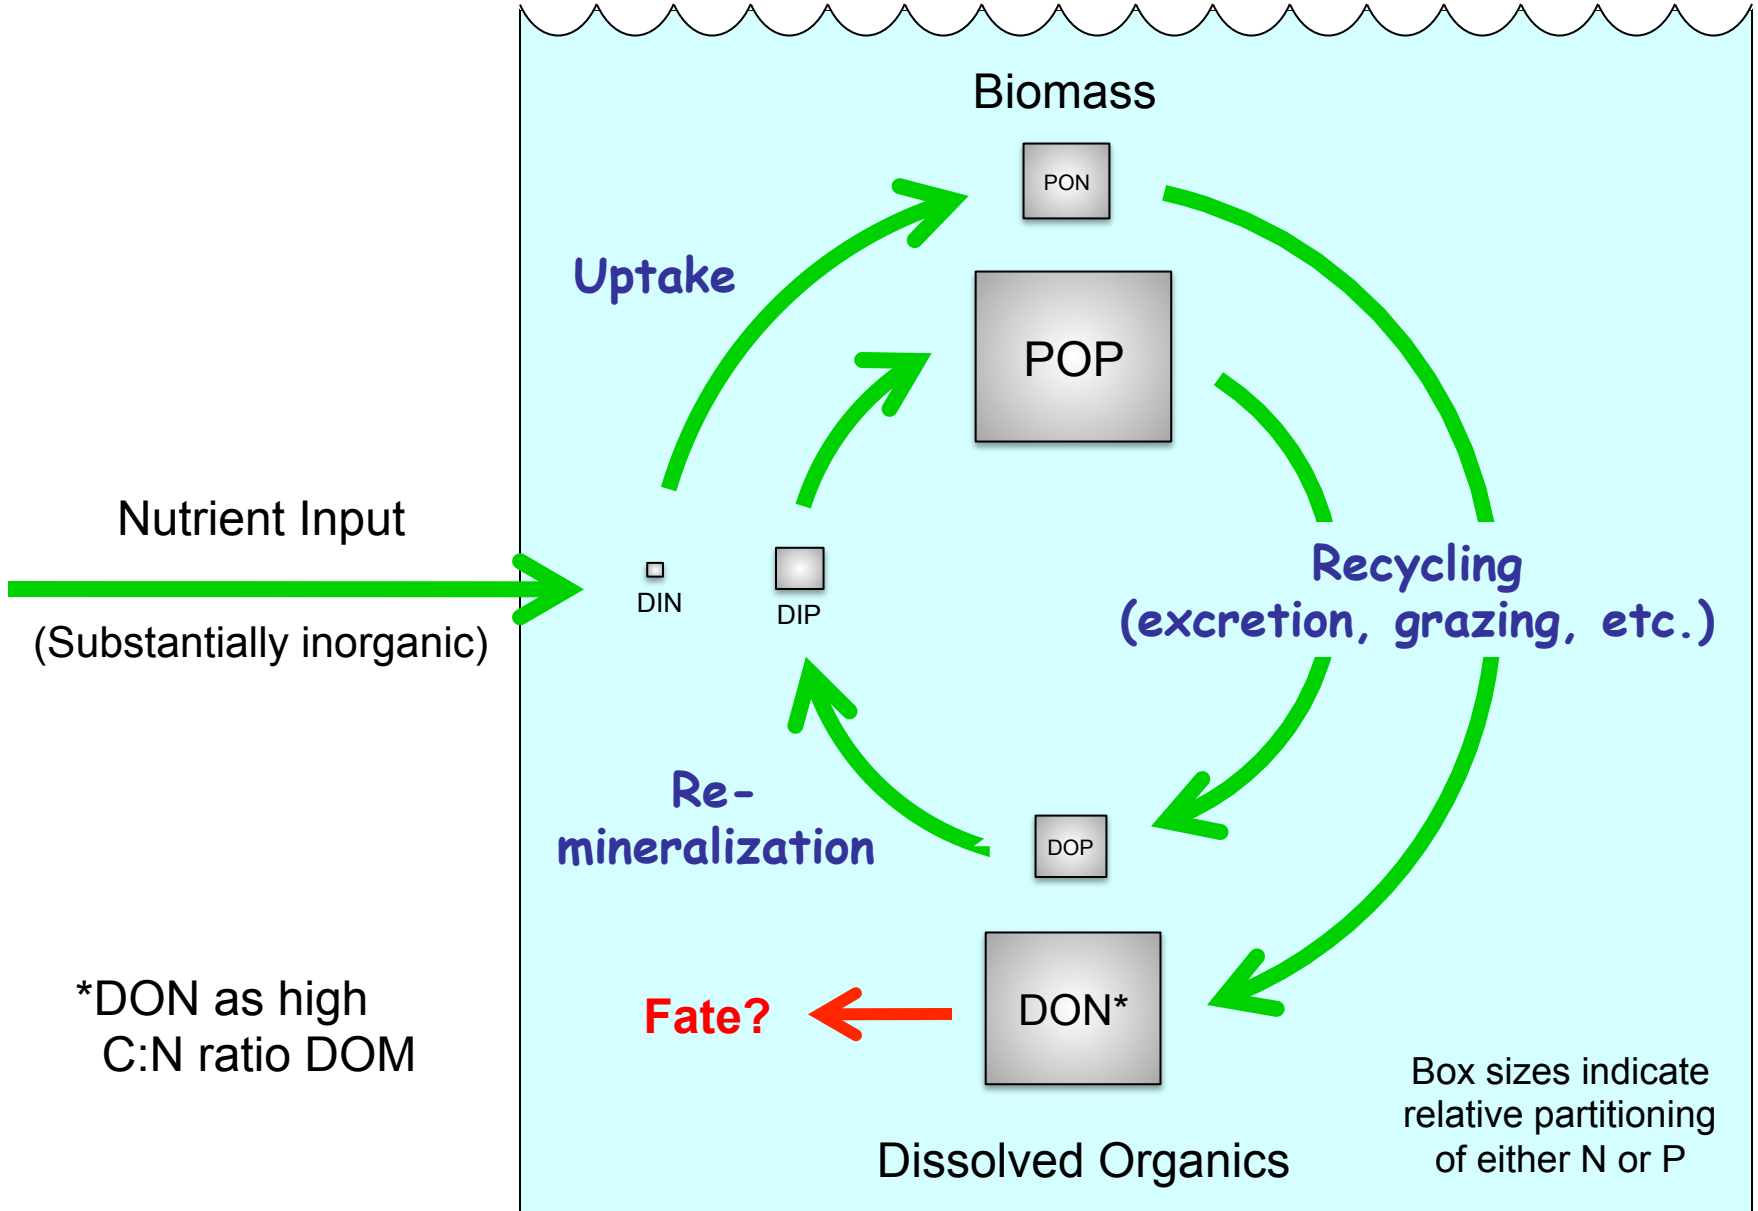 Biomass
PON
Uptake
POP
Nutrient Input
(Substantially inorganic)
DIN
DIP
Recycling
(excretion, grazing, etc.)
Re-
mineralization
DOP
DON*
Fate?
*DON as high
C:N ratio DOM
Box sizes indicate
relative partitioning
of either N or P
Dissolved Organics